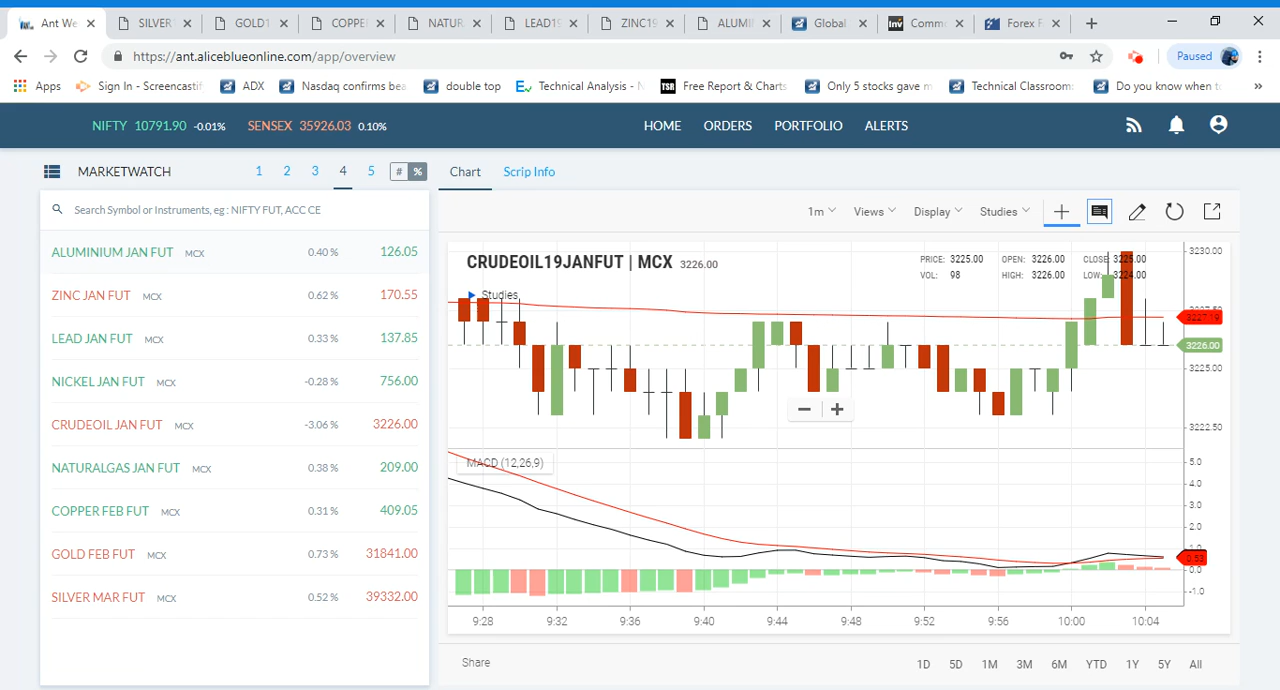 Ant We
SILVER
GOLD1
COPPE
NATUR
LEAD19
ZINC19
ALUMI
Global
Inv Comm
Forex F
https://ant.aliceblueonline.com/app/overview
Paused
Apps
Sign In - Screencastif
ADX
Nasdaq confirms bea
double top
Technical Analysis - N
TSR Free Report & Charts
Only 5 stocks gave m
Technical Classroom:
Do you know when t
NIFTY 10791.90 -0.01% SENSEX 35926.03 0.10%
HOME ORDERS PORTFOLIO ALERTS
MARKETWATCH 1 2 3 4 5 # %
Chart Scrip Info
Search Symbol or Instruments, eg : NIFTY FUT, ACC CE
1m Views Display Studies
ALUMINIUM JAN FUT MCX 0.40 % 126.05
ZINC JAN FUT MCX 0.62 % 170.55
LEAD JAN FUT MCX 0.33 % 137.85
NICKEL JAN FUT MCX -0.28 % 756.00
CRUDEOIL JAN FUT MCX -3.06 % 3226.00
NATURALGAS JAN FUT MCX 0.38 % 209.00
COPPER FEB FUT MCX 0.31 % 409.05
GOLD FEB FUT MCX 0.73 % 31841.00
SILVER MAR FUT MCX 0.52 % 39332.00
CRUDEOIL19JANFUT | MCX 3226.00
PRICE: 3225.00 OPEN: 3226.00 CLOSE: 3225.00
VOL: 98 HIGH: 3226.00 LOW: 3224.00
Studies
3230.00
3227.19
3226.00
3225.00
3222.50
MACD (12,26,9)
5.0
4.0
3.0
2.0
1.0
0.53
0.0
-1.0
9:28 9:32 9:36 9:40 9:44 9:48 9:52 9:56 10:00 10:04
Share
1D 5D 1M 3M 6M YTD 1Y 5Y All